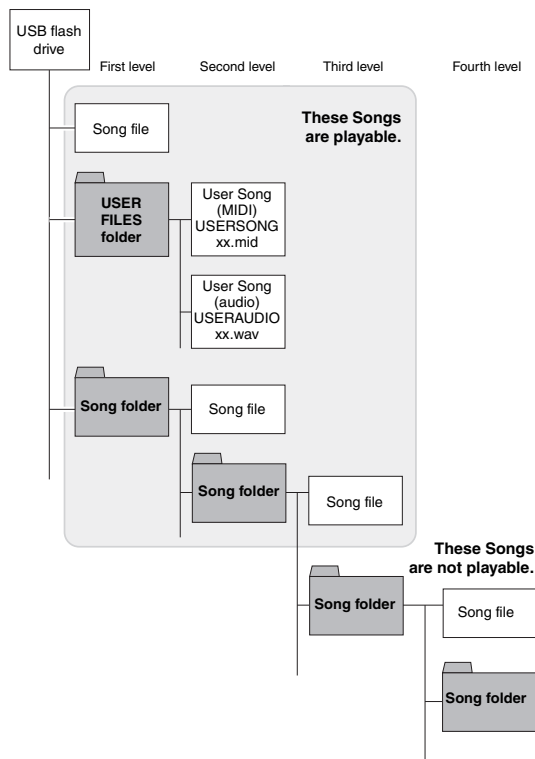 USB flash
drive
First level
Second level
Third level
Fourth level
These Songs
are playable.
Song file
USER
FILES
folder
User Song
(MIDI)
USERSONG
xx.mid
User Song
(audio)
USERAUDIO
xx.wav
Song folder
Song file
Song folder
Song file
These Songs
are not playable.
Song folder
Song file
Song folder